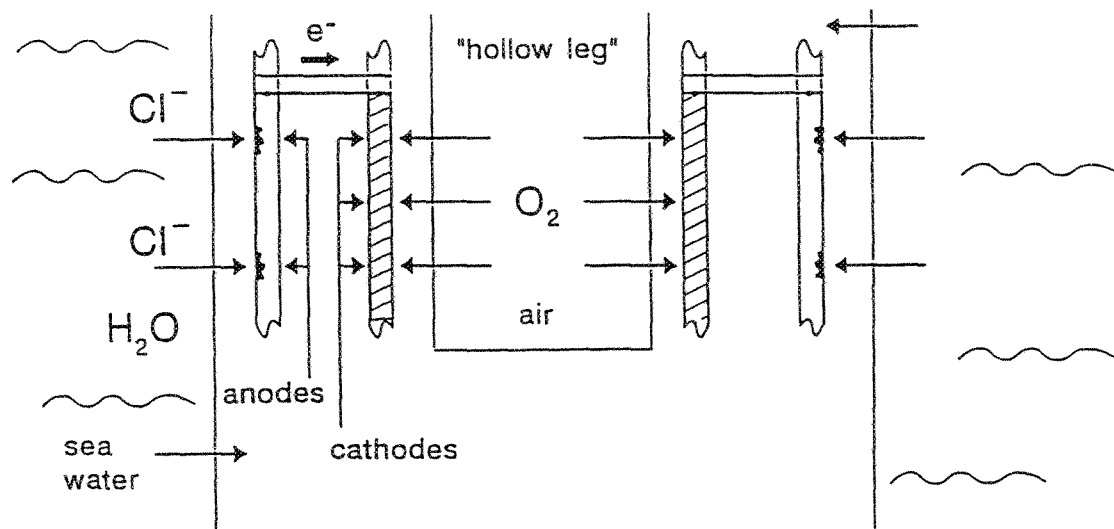 e⁻
"hollow leg"
Cl⁻
Cl⁻
O₂
H₂O
air
anodes
cathodes
sea
water